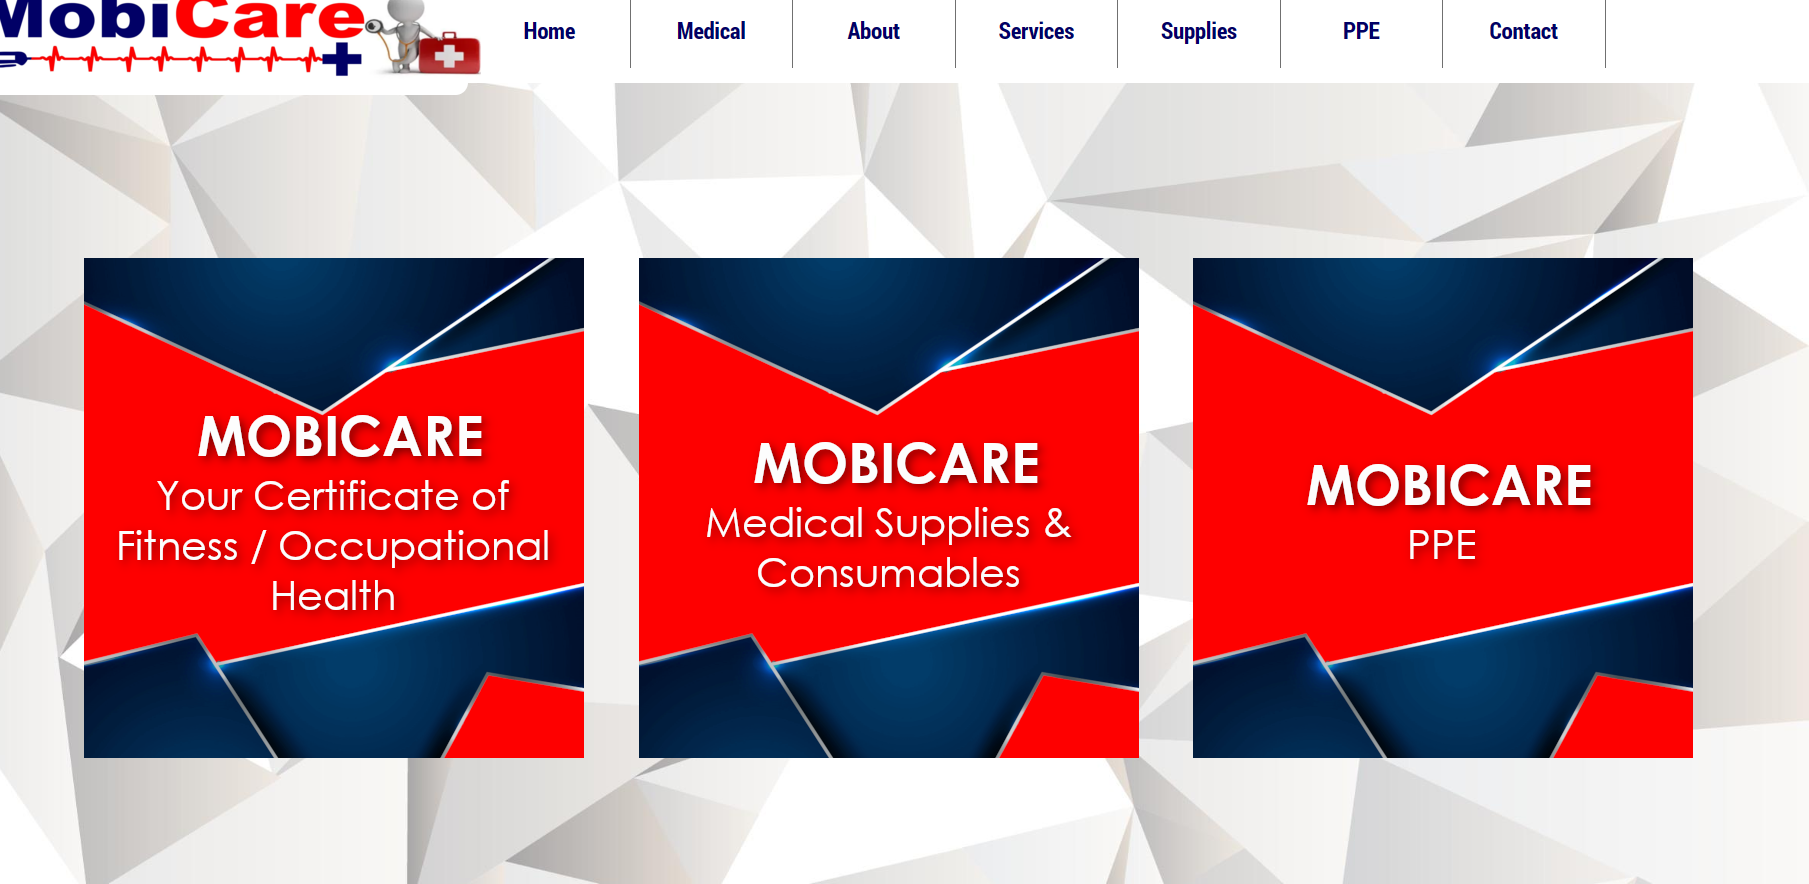 MobiCare
Home
Medical
About
Services
Supplies
PPE
Contact
MOBICARE
Your Certificate of
Fitness / Occupational
Health
MOBICARE
Medical Supplies &
Consumables
MOBICARE
PPE